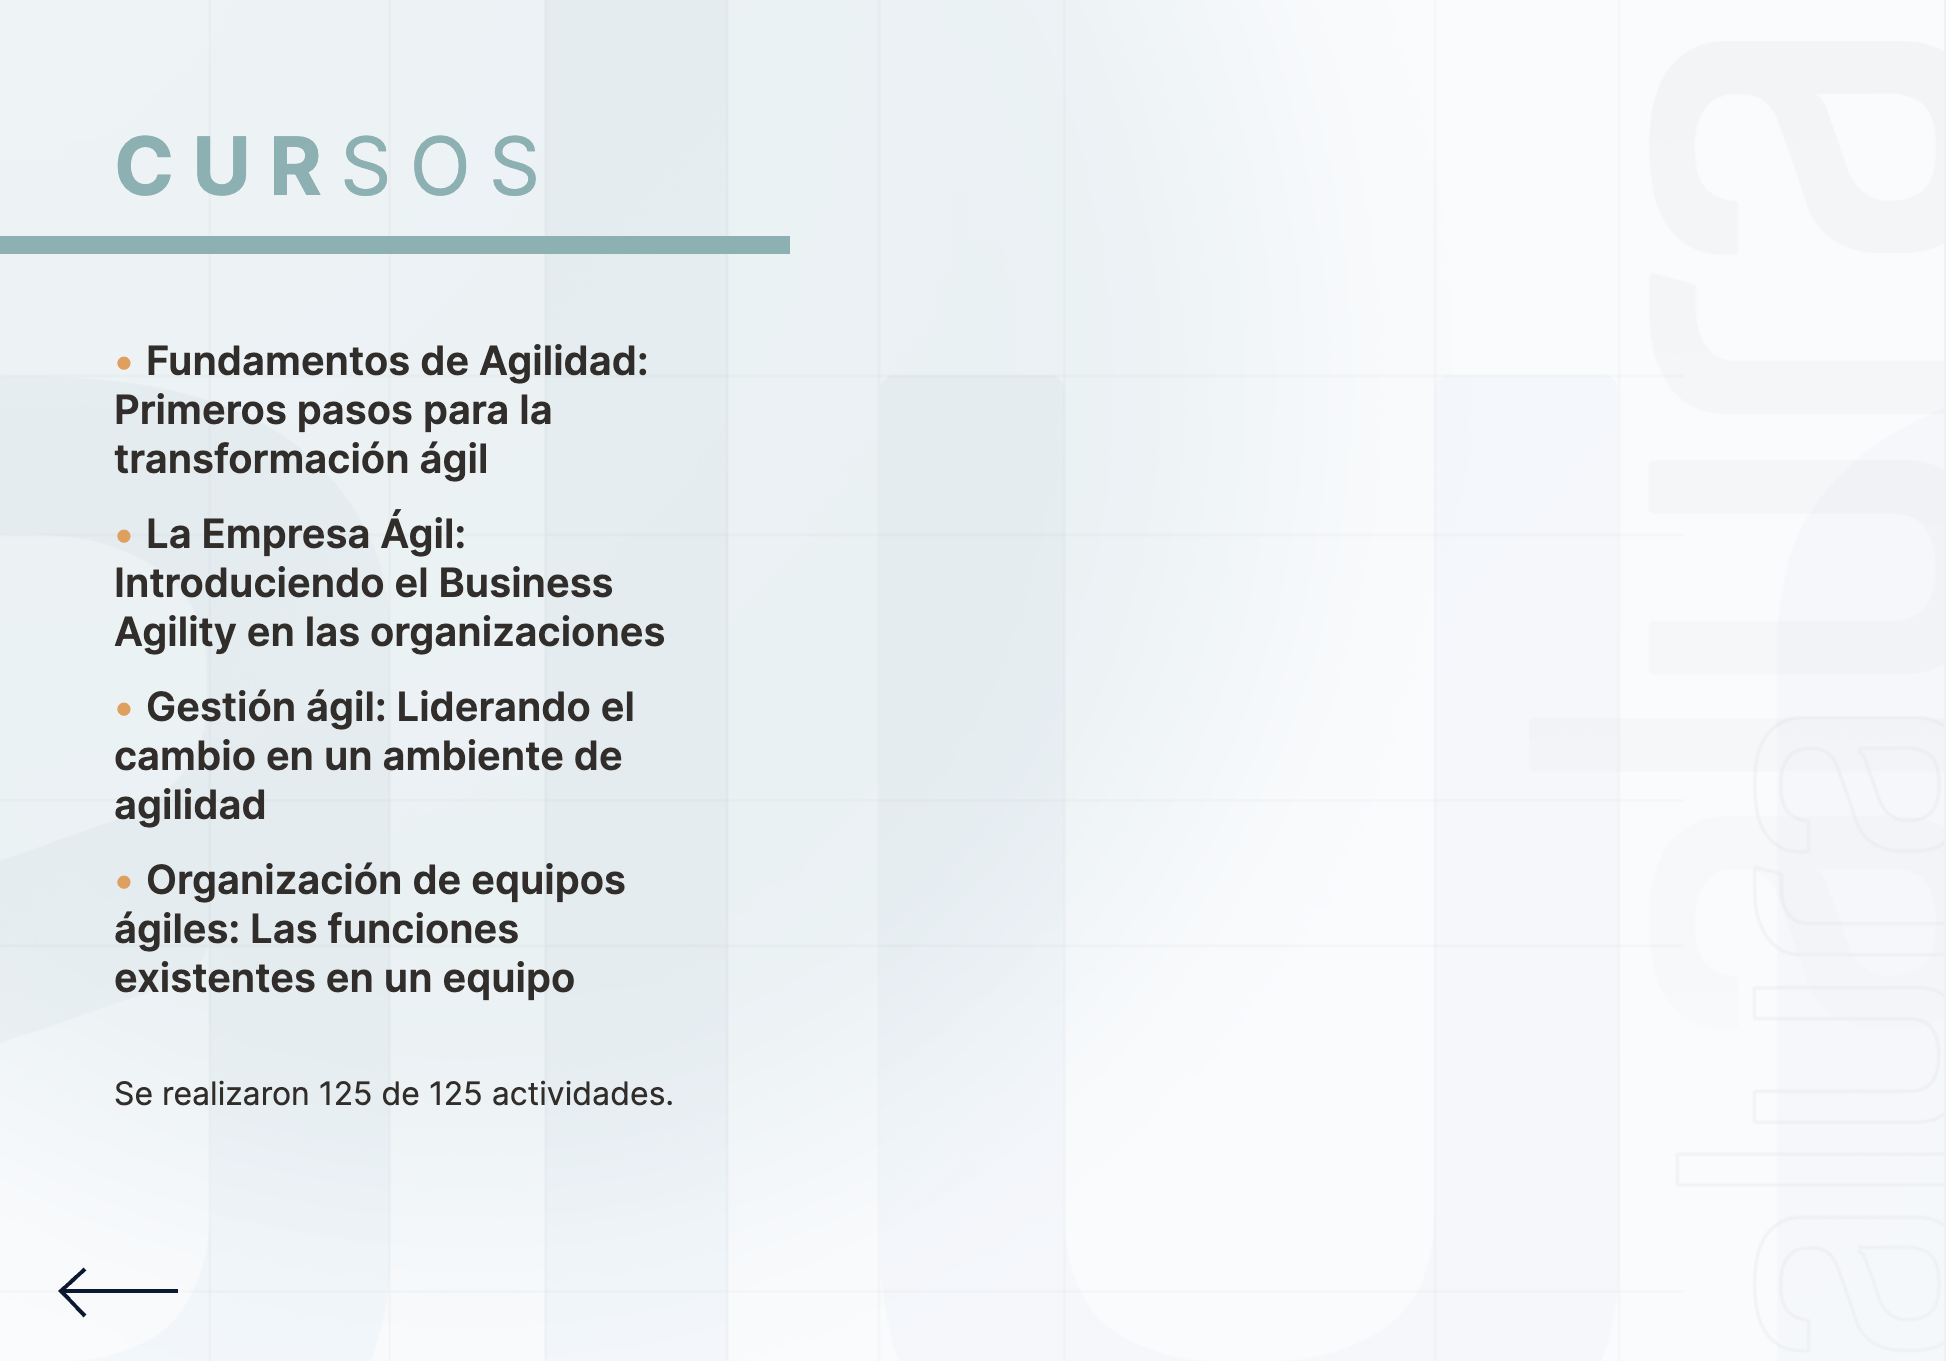 CURSOS
• Fundamentos de Agilidad:
Primeros pasos para la
transformación ágil
• La Empresa Ágil:
Introduciendo el Business
Agility en las organizaciones
• Gestión ágil: Liderando el
cambio en un ambiente de
agilidad
• Organización de equipos
ágiles: Las funciones
existentes en un equipo
Se realizaron 125 de 125 actividades.
alura
alura